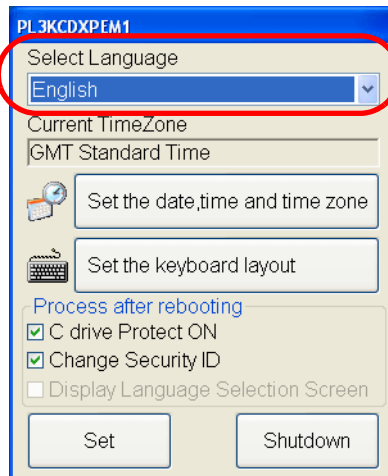 PL3KCDXPEM1
Select Language
English
Current TimeZone
GMT Standard Time
Set the date,time and time zone
Set the keyboard layout
Process after rebooting
C drive Protect ON
Change Security ID
Display Language Selection Screen
Set
Shutdown